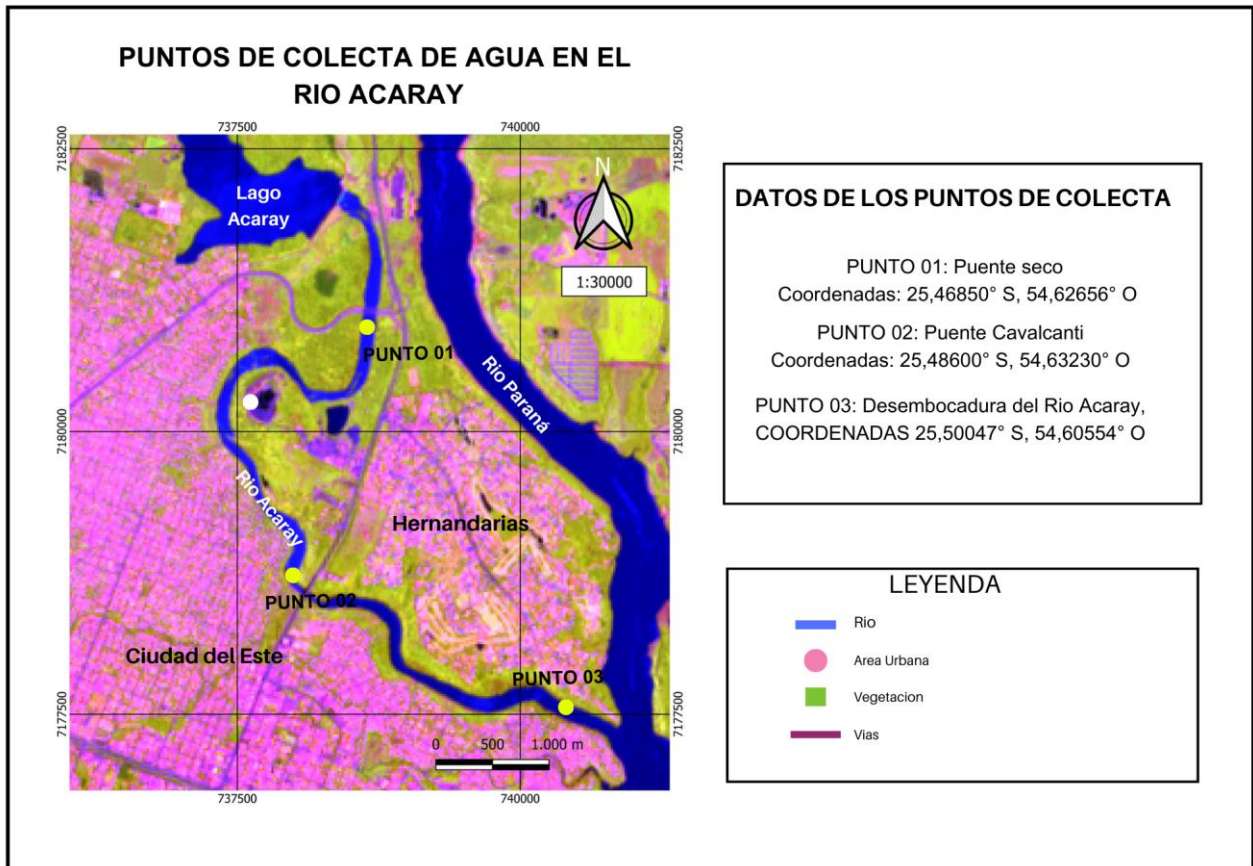 PUNTOS DE COLECTA DE AGUA EN EL
RIO ACARAY
737500
740000
7182500
7182500
Lago
Acaray
N
1:30000
PUNTO 01
Rio Paraná
7180000
7180000
Rio Acaray
Hernandarias
PUNTO 02
Ciudad del Este
PUNTO 03
7177500
7177500
0 500 1.000 m
737500
740000
DATOS DE LOS PUNTOS DE COLECTA
PUNTO 01: Puente seco
Coordenadas: 25,46850° S, 54,62656° O
PUNTO 02: Puente Cavalcanti
Coordenadas: 25,48600° S, 54,63230° O
PUNTO 03: Desembocadura del Rio Acaray,
COORDENADAS 25,50047° S, 54,60554° O
LEYENDA
Rio
Area Urbana
Vegetacion
Vias